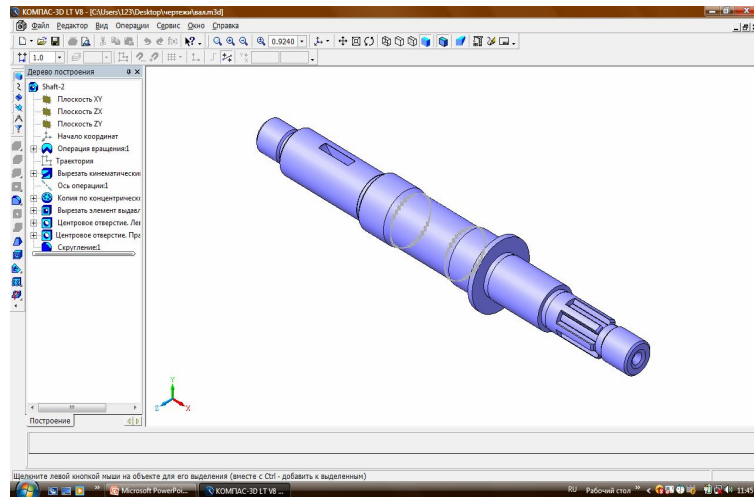 КОМПАС-3D LT V8 - [C:\Users\123\Desktop\чертежи\вал.m3d]
Файл Редактор Вид Операции Сервис Окно Справка
0.9240
1.0
Дерево построения
Shaft-2
Плоскость XY
Плоскость ZX
Плоскость ZY
Начало координат
Операция вращения:1
Траектория
Вырезать кинематически
Ось операции:1
Копия по концентрическ
Вырезать элемент выдавл
Центровое отверстие. Лев
Центровое отверстие. Пра
Скругление:1
Y
Z X
Построение
Щелкните левой кнопкой мыши на объекте для его выделения (вместе с Ctrl - добавить к выделенным)
Microsoft PowerPoi... КОМПАС-3D LT V8 ... RU Рабочий стол 11:45